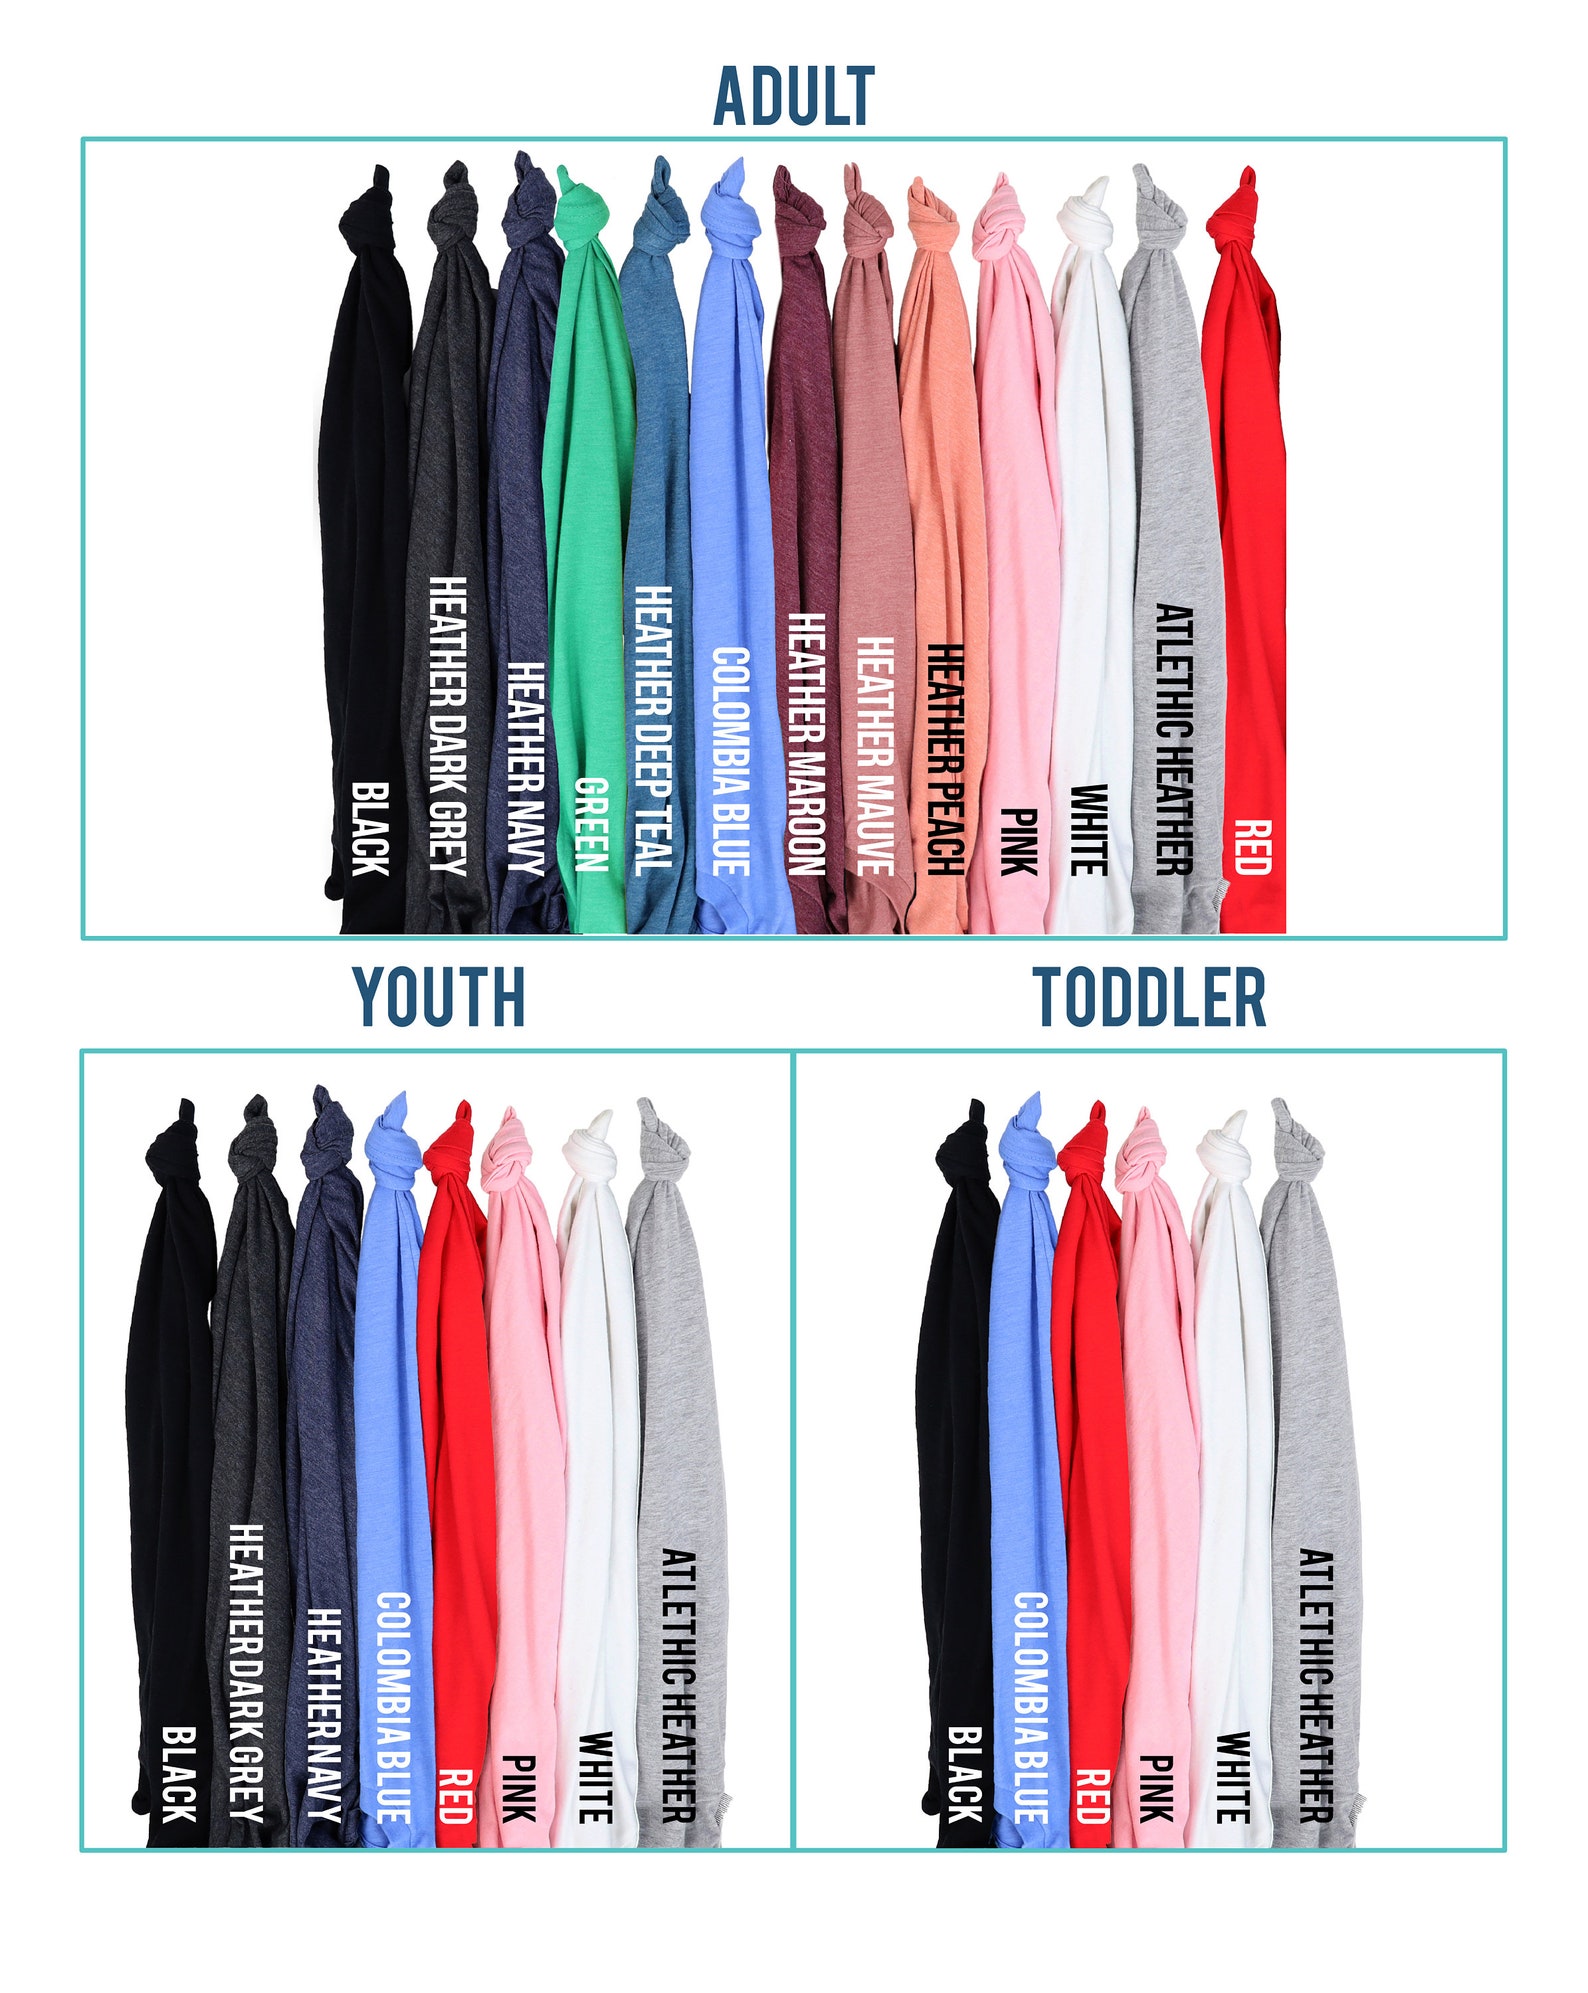 ADULT
BLACK
HEATHER DARK GREY
HEATHER NAVY
GREEN
HEATHER DEEP TEAL
COLOMBIA BLUE
HEATHER MAROON
HEATHER MAUVE
HEATHER PEACH
PINK
WHITE
ATLETHIC HEATHER
RED
YOUTH
BLACK
HEATHER DARK GREY
HEATHER NAVY
COLOMBIA BLUE
RED
PINK
WHITE
ATLETHIC HEATHER
TODDLER
BLACK
COLOMBIA BLUE
RED
PINK
WHITE
ATLETHIC HEATHER